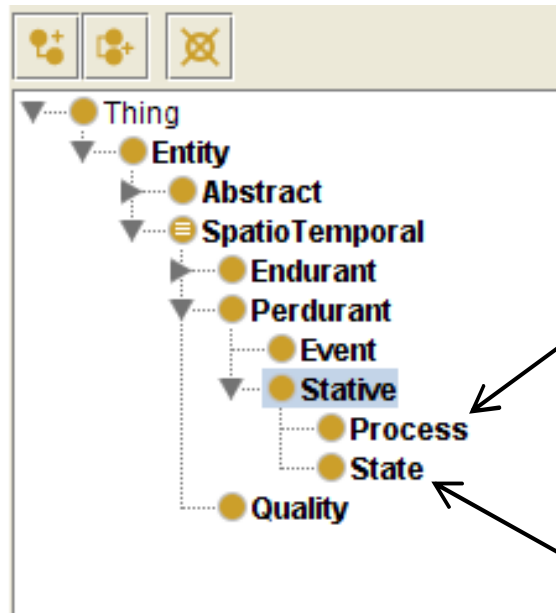 Thing
Entity
Abstract
SpatioTemporal
Endurant
Perdurant
Event
Stative
Process
State
Quality